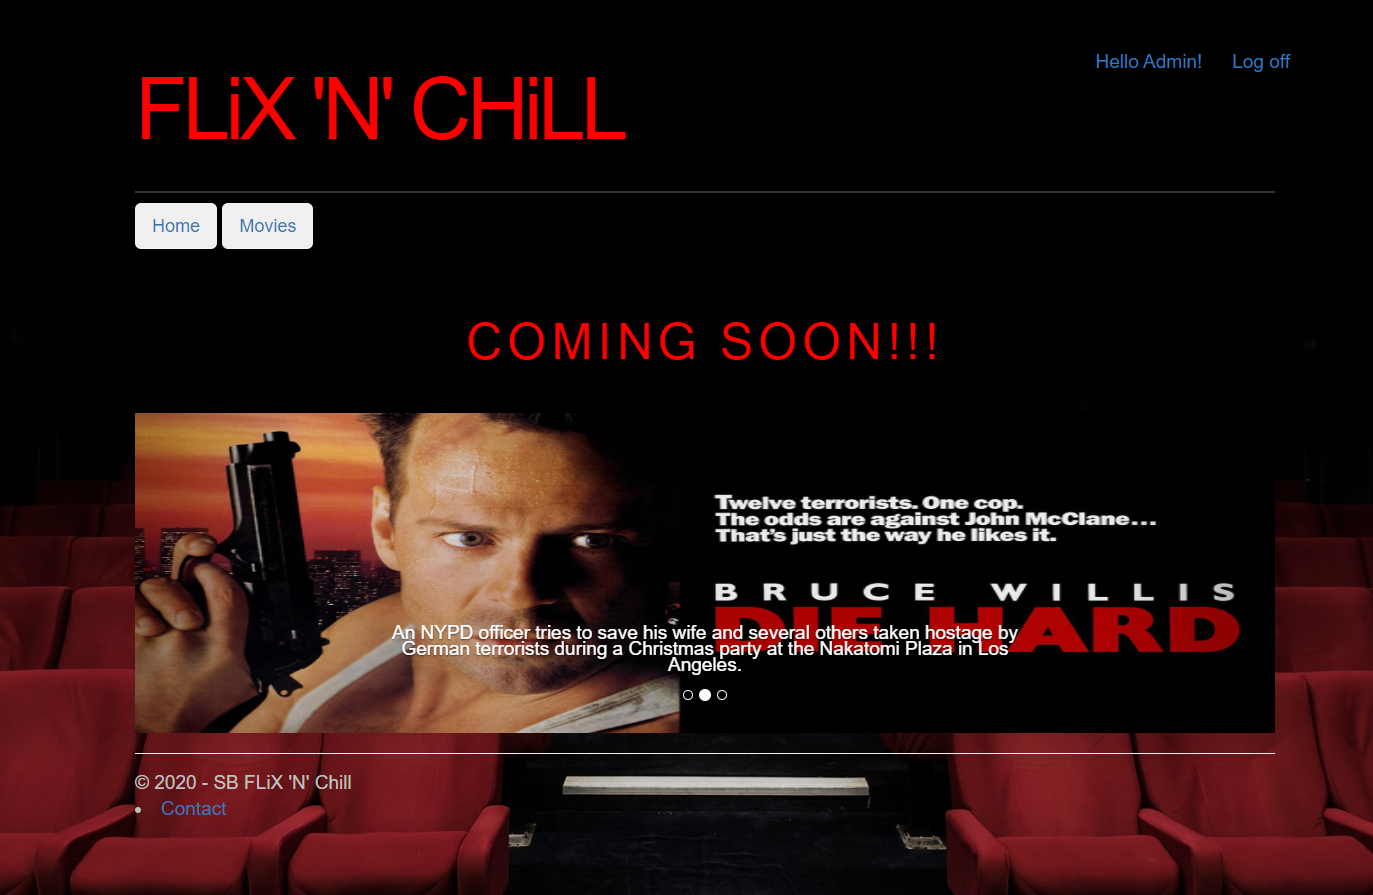 Hello Admin! Log off
FLiX 'N' CHiLL
Home Movies
COMING SOON!!!
Twelve terrorists. One cop.
The odds are against John McClane...
That's just the way he likes it.
BRUCE WILLIS
DIE HARD
An NYPD officer tries to save his wife and several others taken hostage by
German terrorists during a Christmas party at the Nakatomi Plaza in Los
Angeles.
© 2020 - SB FLiX 'N' Chill
Contact